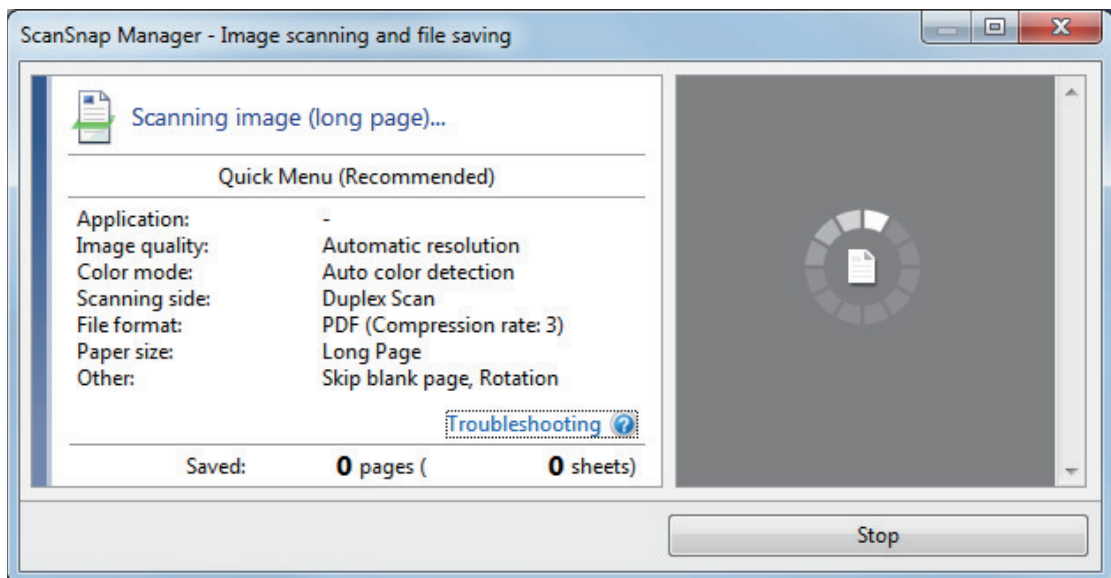 ScanSnap Manager - Image scanning and file saving
Scanning image (long page)...
Quick Menu (Recommended)
Application: -
Image quality: Automatic resolution
Color mode: Auto color detection
Scanning side: Duplex Scan
File format: PDF (Compression rate: 3)
Paper size: Long Page
Other: Skip blank page, Rotation
Troubleshooting ?
Saved: 0 pages ( 0 sheets)
Stop